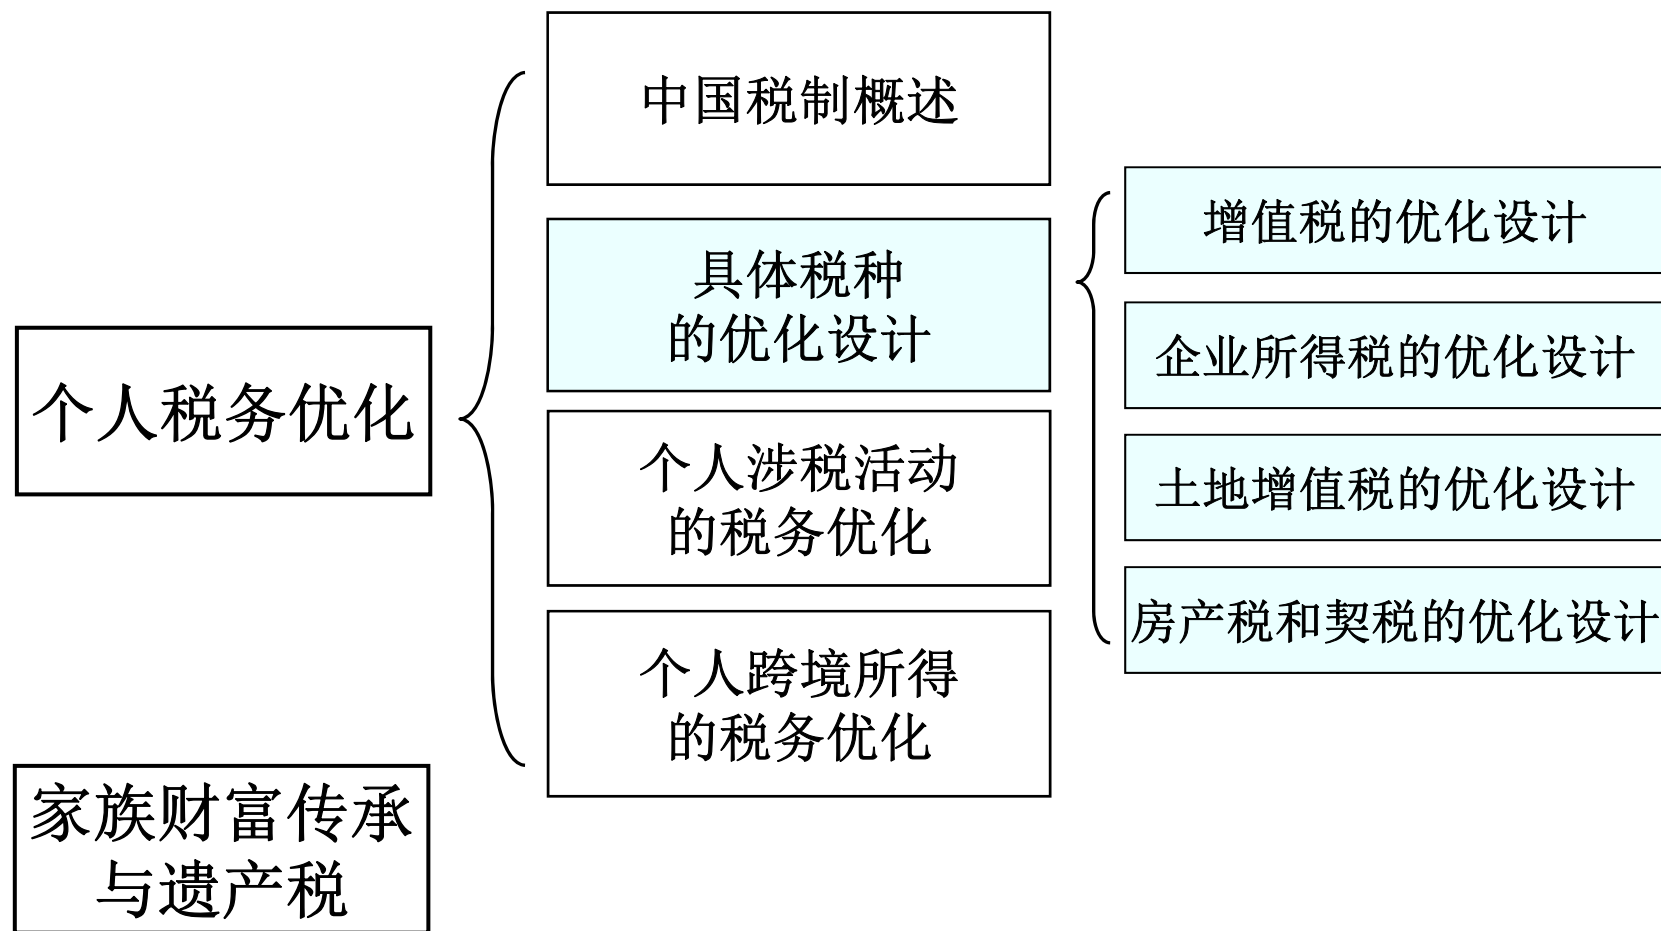 个人税务优化
中国税制概述
具体税种
的优化设计
增值税的优化设计
企业所得税的优化设计
土地增值税的优化设计
房产税和契税的优化设计
个人涉税活动
的税务优化
个人跨境所得
的税务优化
家族财富传承
与遗产税